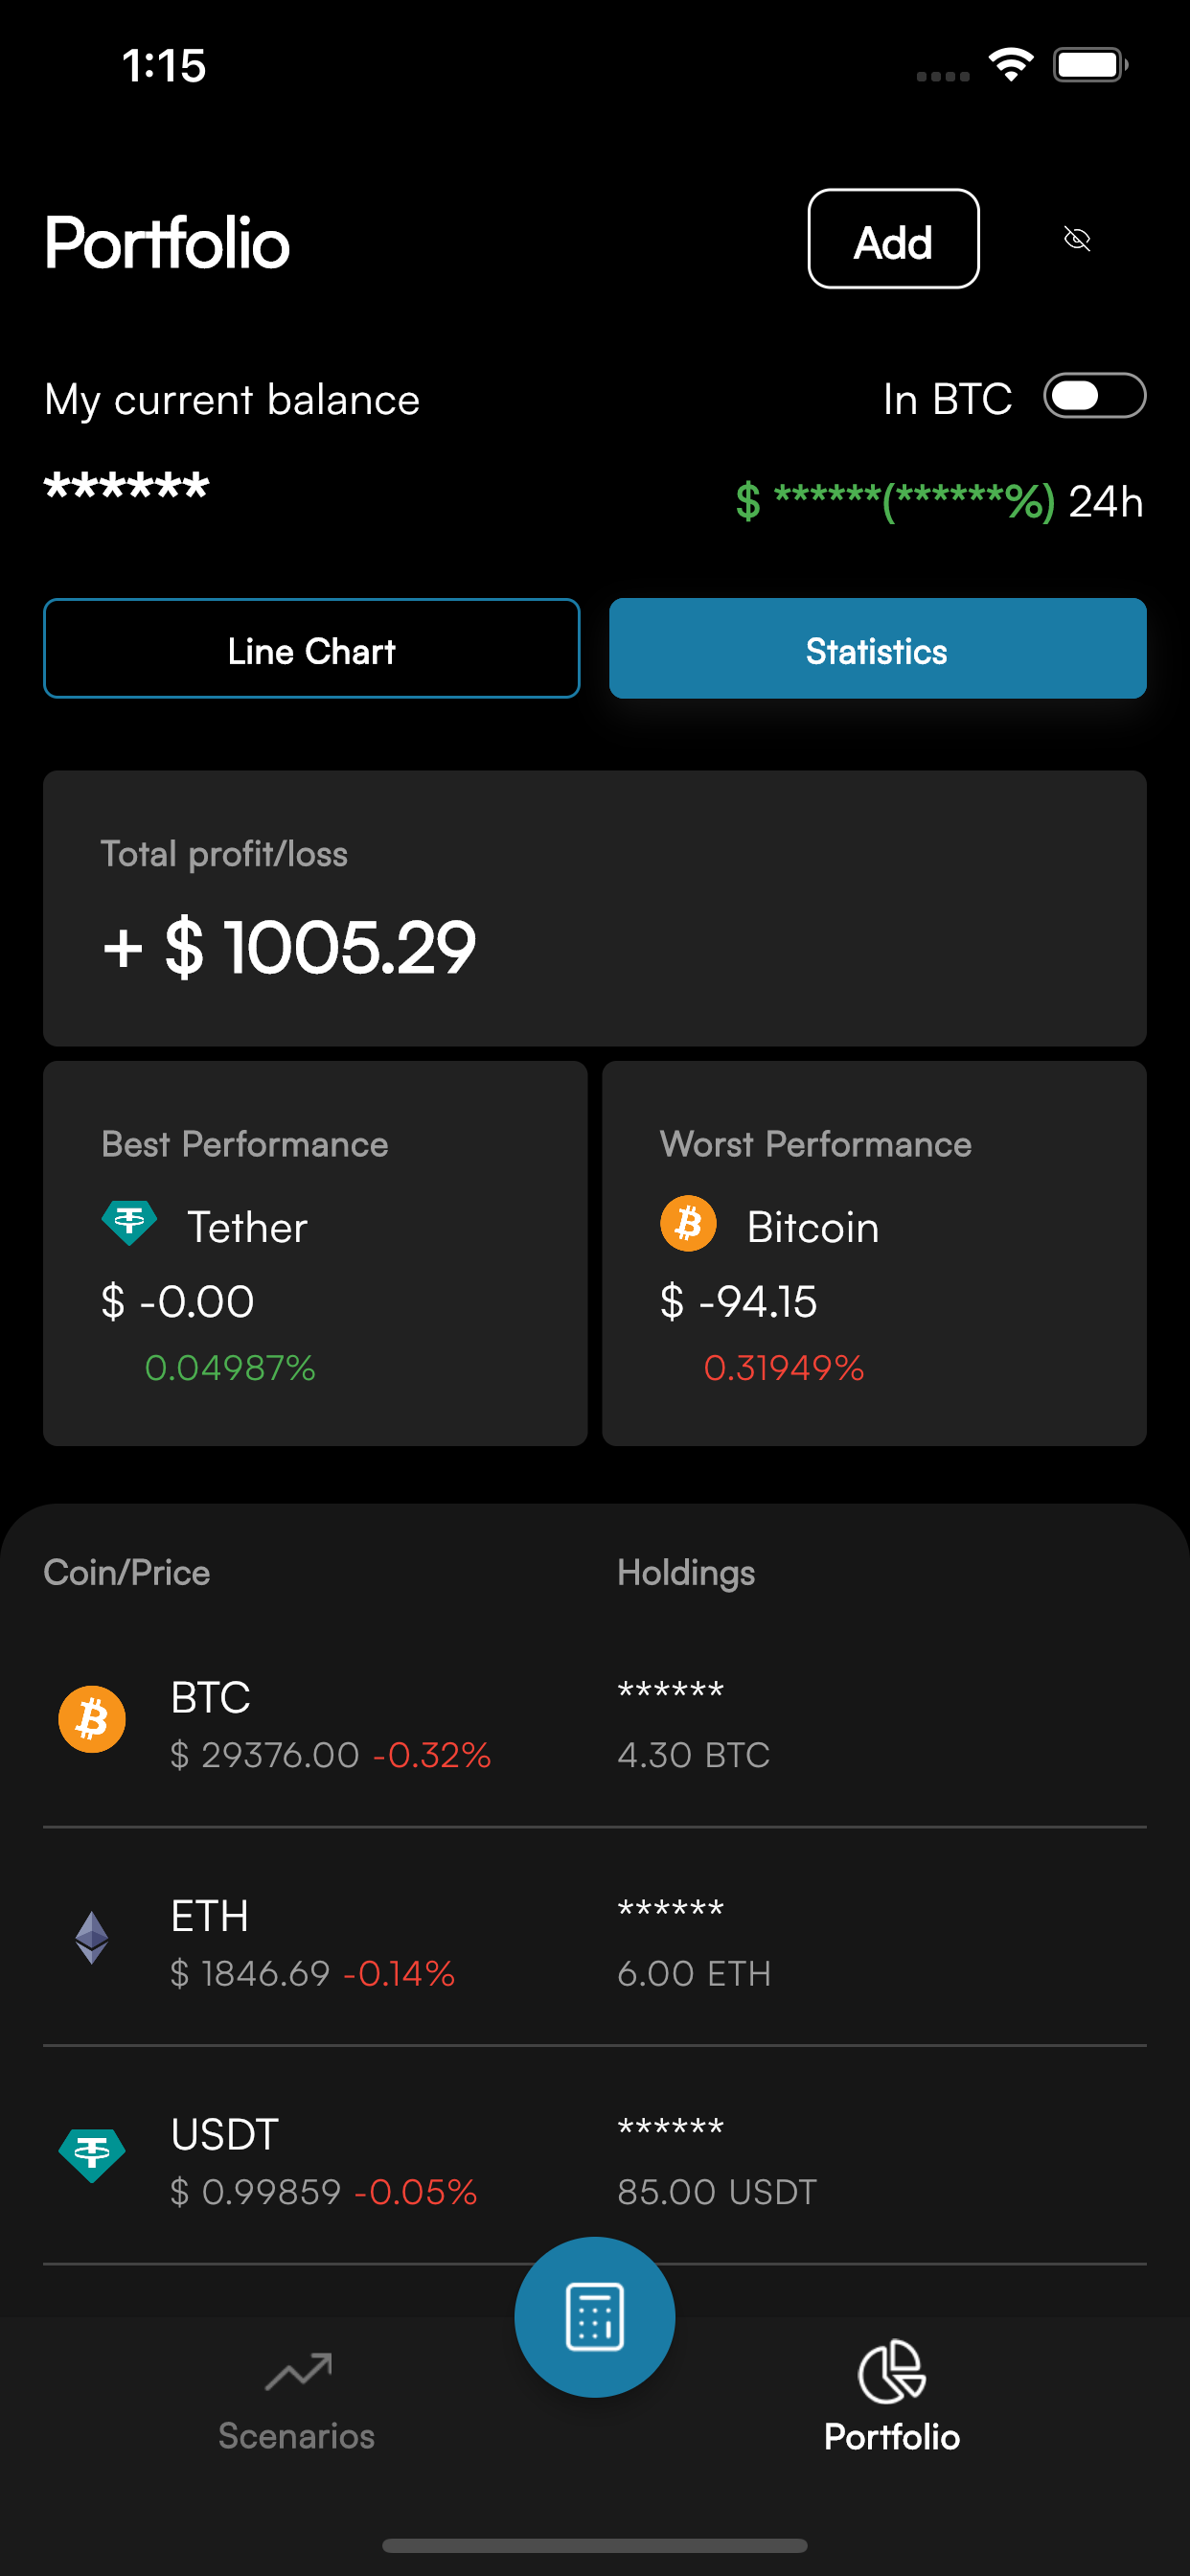 1:15
Portfolio
Add
My current balance
In BTC
******
$ ******(******%) 24h
Line Chart
Statistics
Total profit/loss
+ $ 1005.29
Best Performance
Tether
$ -0.00
0.04987%
Worst Performance
Bitcoin
$ -94.15
0.31949%
Coin/Price
Holdings
BTC
******
$ 29376.00 -0.32%
4.30 BTC
ETH
******
$ 1846.69 -0.14%
6.00 ETH
USDT
******
$ 0.99859 -0.05%
85.00 USDT
Scenarios
Portfolio